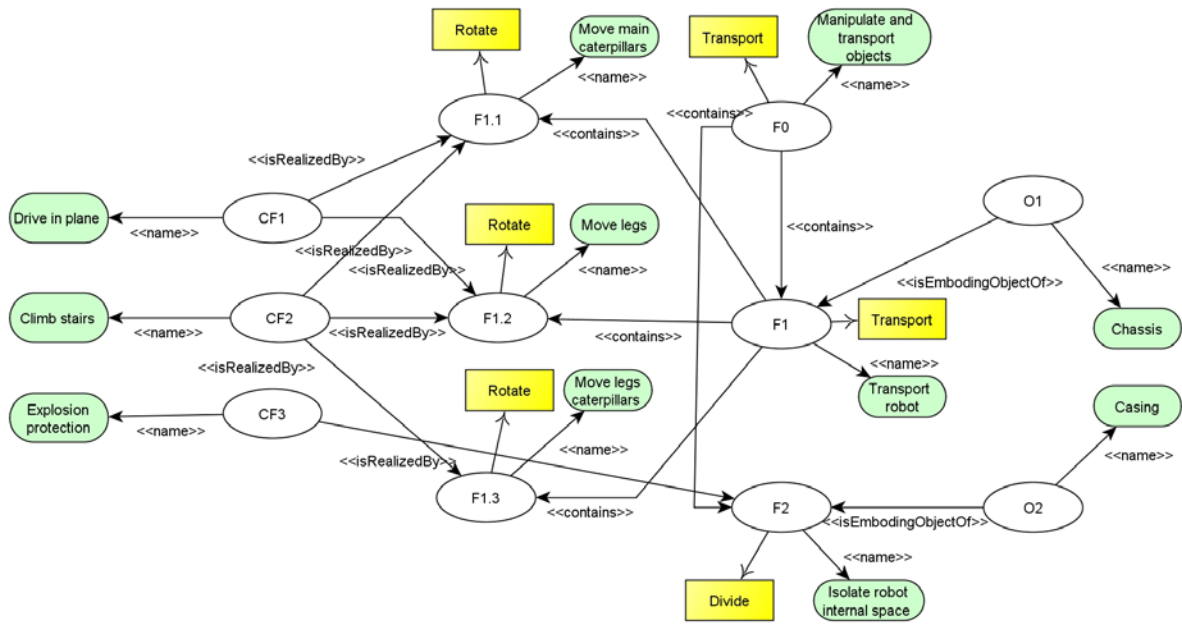 Rotate
Move main
caterpillars
<<name>>
F1.1
Transport
Manipulate and
transport
objects
<<name>>
<<contains>>
F0
<<contains>>
<<isRealizedBy>>
Drive in plane
<<name>>
CF1
Rotate
Move legs
<<name>>
O1
<<contains>>
<<isRealizedBy>>
<<isRealizedBy>>
<<name>>
<<isEmbodingObjectOf>>
Climb stairs
<<name>>
CF2
<<isRealizedBy>>
F1.2
<<contains>>
F1
Transport
Chassis
<<isRealizedBy>>
<<name>>
Transport
robot
Rotate
Move legs
caterpillars
Explosion
protection
<<name>>
CF3
<<name>>
Casing
<<name>>
<<isRealizedBy>>
F1.3
<<contains>>
F2
<<isEmbodingObjectOf>>
O2
<<name>>
Divide
Isolate robot
internal space